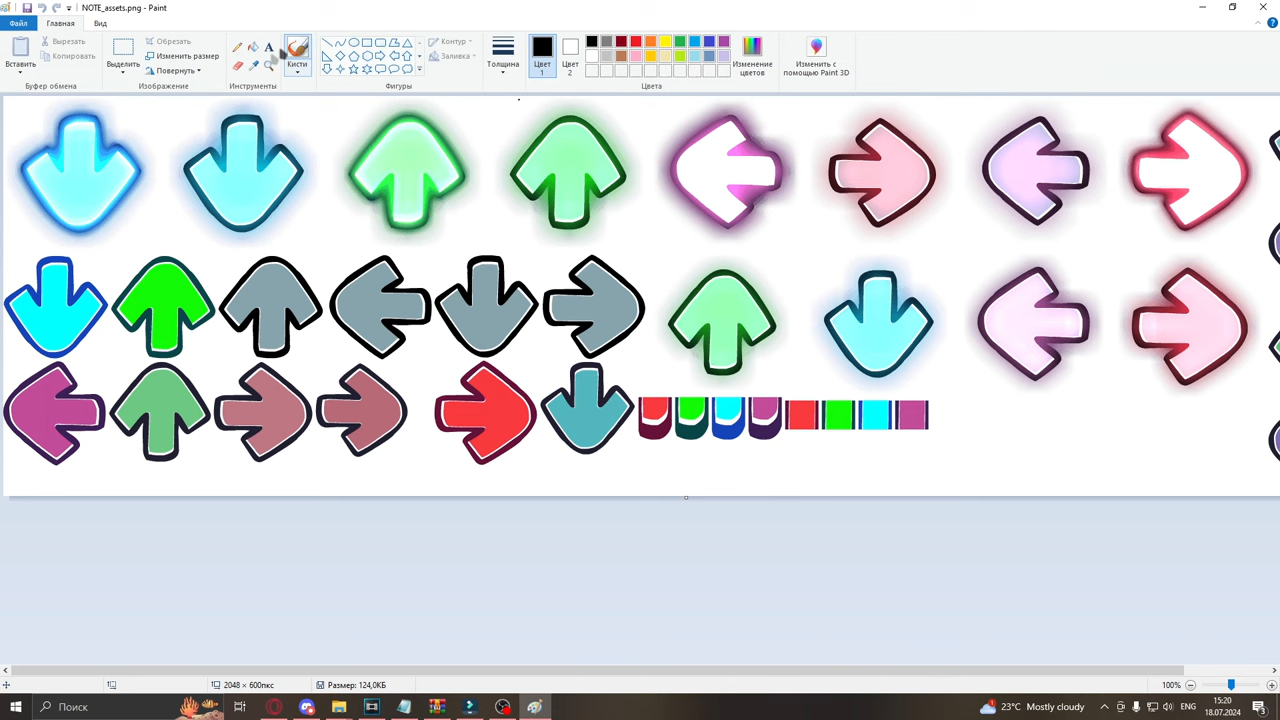 NOTE_assets.png - Paint
Файл
Главная
Вид
Вставить
Вырезать
Копировать
Буфер обмена
Выделить
Обрезать
Изменить размер
Повернуть
Изображение
A
Инструменты
Кисти
Контур
Заливка
Фигуры
Толщина
Цвет
1
Цвет
2
Изменение
цветов
Изменить с
помощью Paint 3D
Цвета
2048 × 600пкс
Размер: 124,0КБ
100%
Поиск
23°C Mostly cloudy
ENG
15:20
18.07.2024